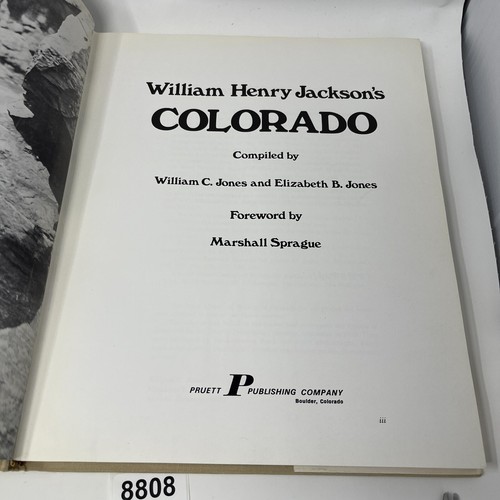 William Henry Jackson's
COLORADO
Compiled by
William C. Jones and Elizabeth B. Jones
Foreword by
Marshall Sprague
PRUETT P PUBLISHING COMPANY
Boulder, Colorado
iii
8808